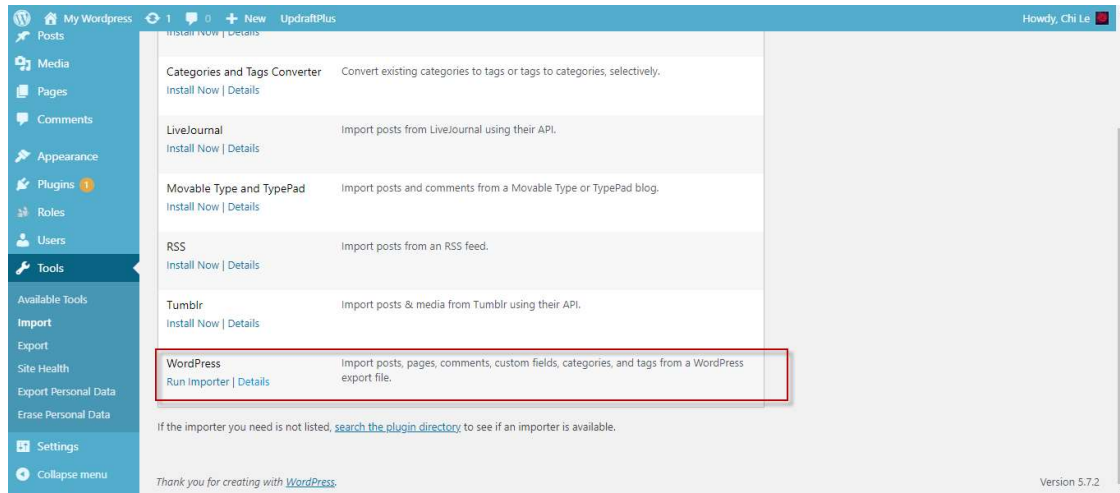 My Wordpress 1 0 + New UpdraftPlus Howdy, Chi Le
Posts
Media
Pages
Comments
Appearance
Plugins 1
Roles
Users
Tools
Available Tools
Import
Export
Site Health
Export Personal Data
Erase Personal Data
Settings
Collapse menu
Install Now | Details
Categories and Tags Converter Convert existing categories to tags or tags to categories, selectively.
Install Now | Details
LiveJournal Import posts from LiveJournal using their API.
Install Now | Details
Movable Type and TypePad Import posts and comments from a Movable Type or TypePad blog.
Install Now | Details
RSS Import posts from an RSS feed.
Install Now | Details
Tumblr Import posts & media from Tumblr using their API.
Install Now | Details
WordPress Import posts, pages, comments, custom fields, categories, and tags from a WordPress
export file.
Run Importer | Details
If the importer you need is not listed, search the plugin directory to see if an importer is available.
Thank you for creating with WordPress. Version 5.7.2